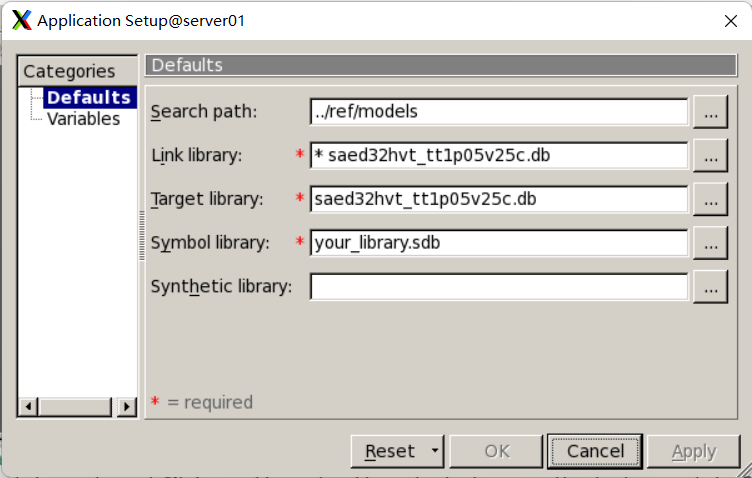 Application Setup@server01
Categories
Defaults
Variables
Defaults
Search path: ../ref/models ...
Link library: * * saed32hvt_tt1p05v25c.db ...
Target library: * saed32hvt_tt1p05v25c.db ...
Symbol library: * your_library.sdb ...
Synthetic library: ...
* = required
Reset OK Cancel Apply